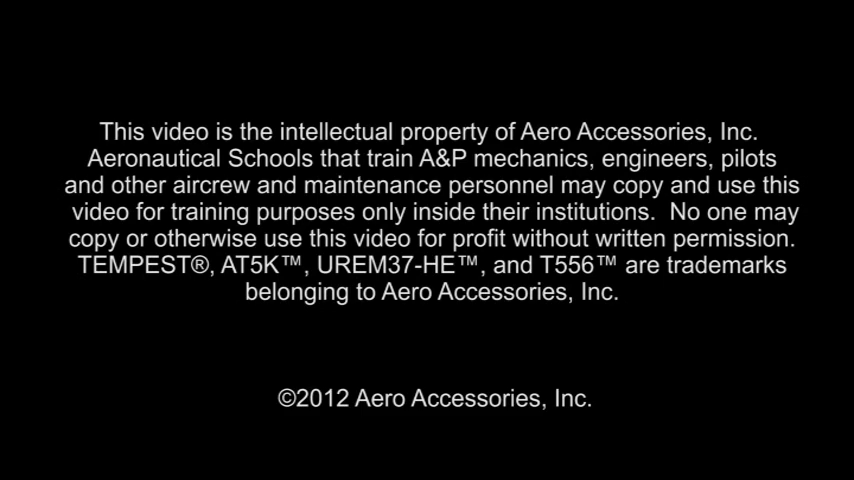 This video is the intellectual property of Aero Accessories, Inc.
Aeronautical Schools that train A&P mechanics, engineers, pilots
and other aircrew and maintenance personnel may copy and use this
video for training purposes only inside their institutions.  No one may
copy or otherwise use this video for profit without written permission.
TEMPEST®, AT5K™, UREM37-HE™, and T556™ are trademarks
belonging to Aero Accessories, Inc.
©2012 Aero Accessories, Inc.